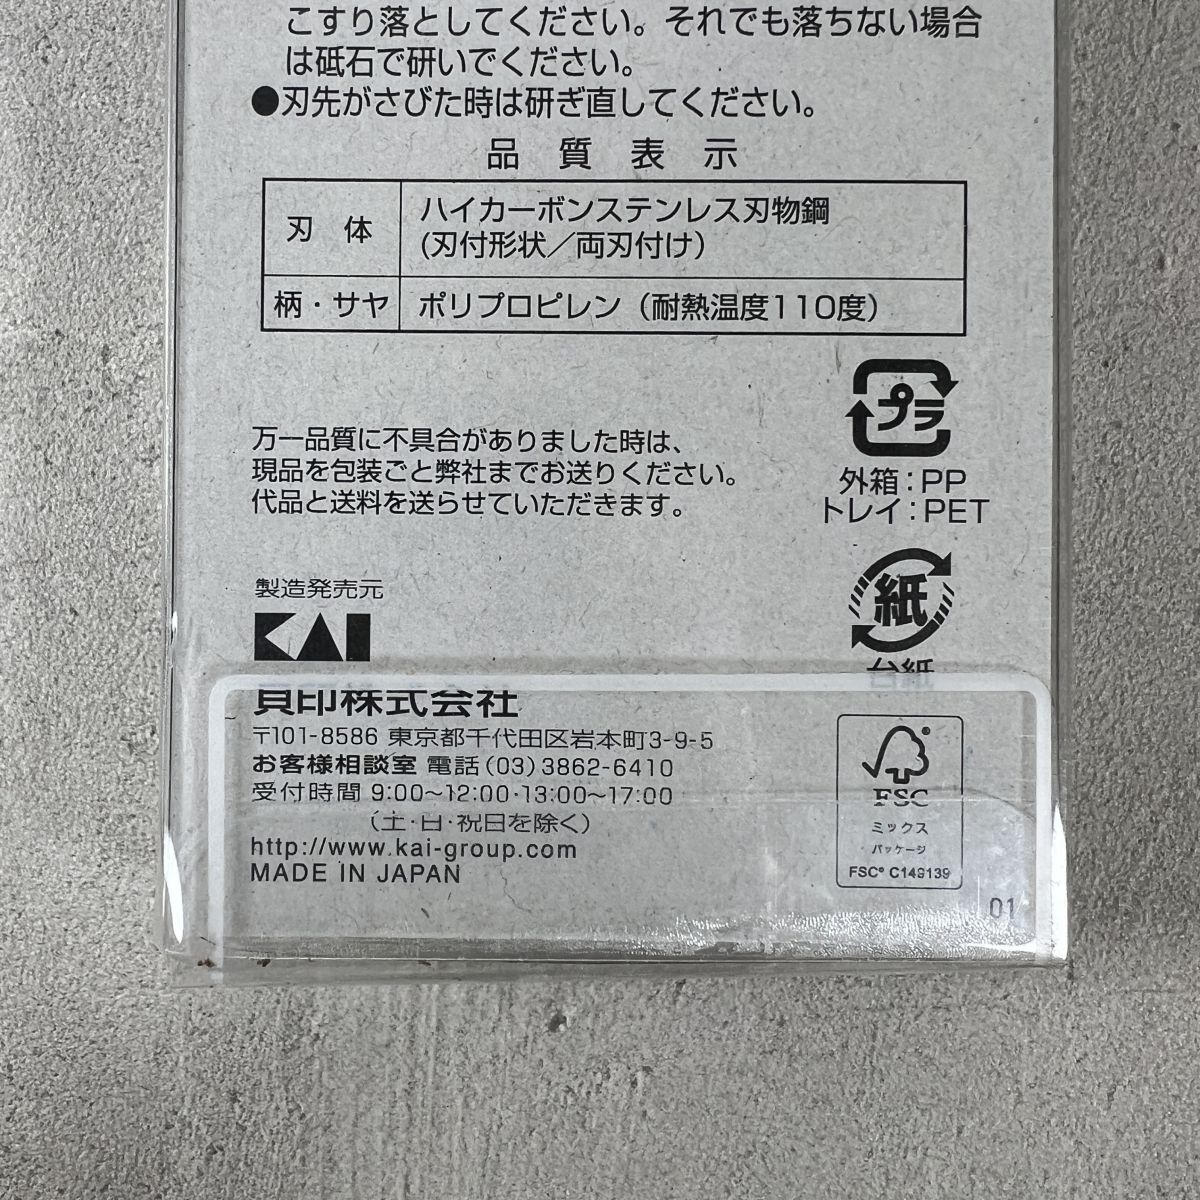 こすり落としてください。それでも落ちない場合
は砥石で研いでください。
●刃先がさびた時は研ぎ直してください。
品質表示
刃体 ハイカーボンステンレス刃物鋼
(刃付形状／両刃付け)
柄・サヤ ポリプロピレン（耐熱温度110度）
プラ
外箱：PP
トレイ：PET
万一品質に不具合がありました時は、
現品を包装ごと弊社までお送りください。
代品と送料を送らせていただきます。
紙
台紙
製造発売元
KAI
貝印株式会社
〒101-8586 東京都千代田区岩本町3-9-5
お客様相談室 電話(03)3862-6410
受付時間 9:00〜12:00・13:00〜17:00
(土・日・祝日を除く)
http://www.kai-group.com
MADE IN JAPAN
®
FSC
ミックス
パッケージ
FSC® C149139
01